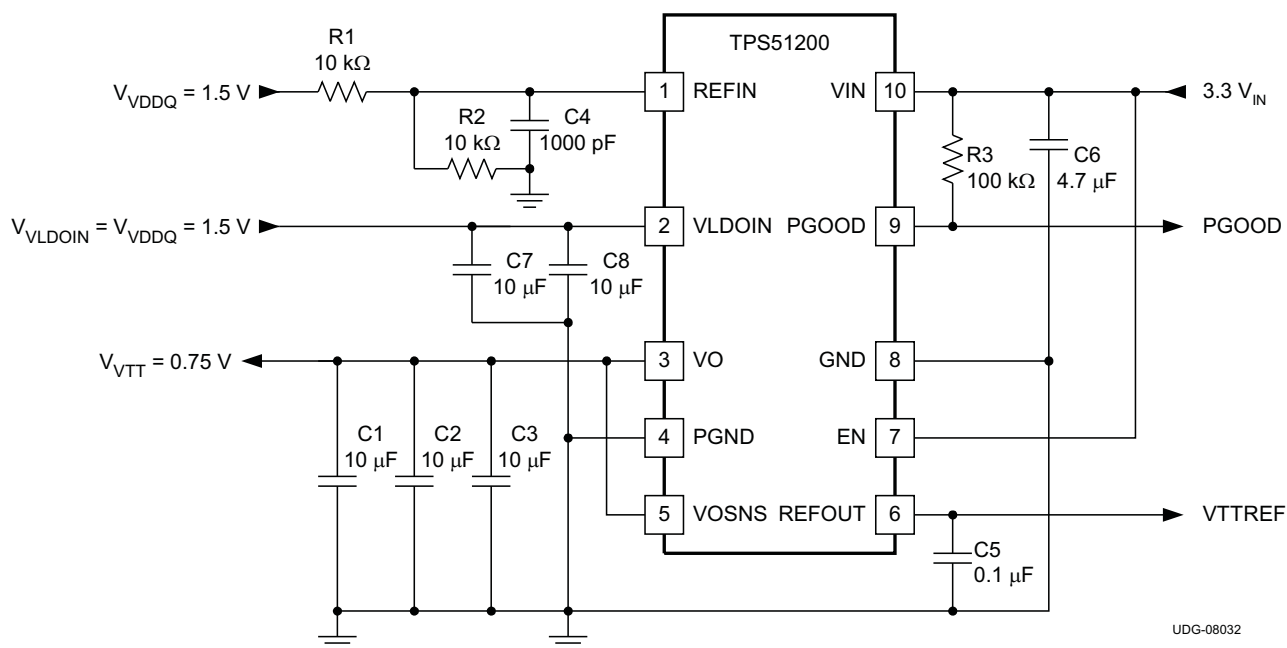 TPS51200
R1
10 kΩ
V_VDDQ = 1.5 V
1
REFIN
VIN
10
3.3 V_IN
R2
10 kΩ
C4
1000 pF
R3
100 kΩ
C6
4.7 μF
V_VLDOIN = V_VDDQ = 1.5 V
2
VLDOIN
PGOOD
9
PGOOD
C7
10 μF
C8
10 μF
V_VTT = 0.75 V
3
VO
GND
8
C1
10 μF
C2
10 μF
C3
10 μF
4
PGND
EN
7
5
VOSNS
REFOUT
6
VTTREF
C5
0.1 μF
UDG-08032